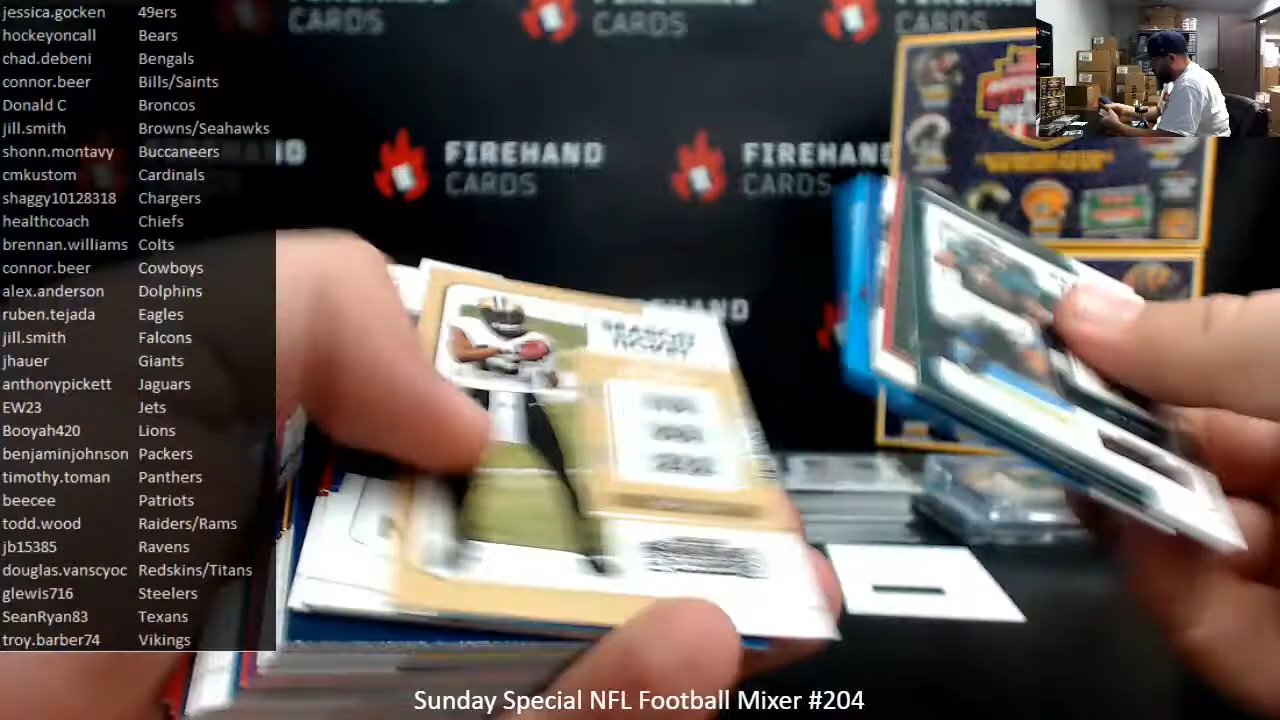 jessica.gocken 49ers
hockeyoncall Bears
chad.debeni Bengals
connor.beer Bills/Saints
Donald C Broncos
jill.smith Browns/Seahawks
shonn.montavy Buccaneers
cmkustom Cardinals
shaggy10128318 Chargers
healthcoach Chiefs
brennan.williams Colts
connor.beer Cowboys
alex.anderson Dolphins
ruben.tejada Eagles
jill.smith Falcons
jhauer Giants
anthonypickett Jaguars
EW23 Jets
Booyah420 Lions
benjaminjohnson Packers
timothy.toman Panthers
beecee Patriots
todd.wood Raiders/Rams
jb15385 Ravens
douglas.vanscyoc Redskins/Titans
glewis716 Steelers
SeanRyan83 Texans
troy.barber74 Vikings
CARDS
CARDS
CARDS
FIREHAND
CARDS
FIREHAND
CARDS
SEASON
TICKET
Sunday Special NFL Football Mixer #204